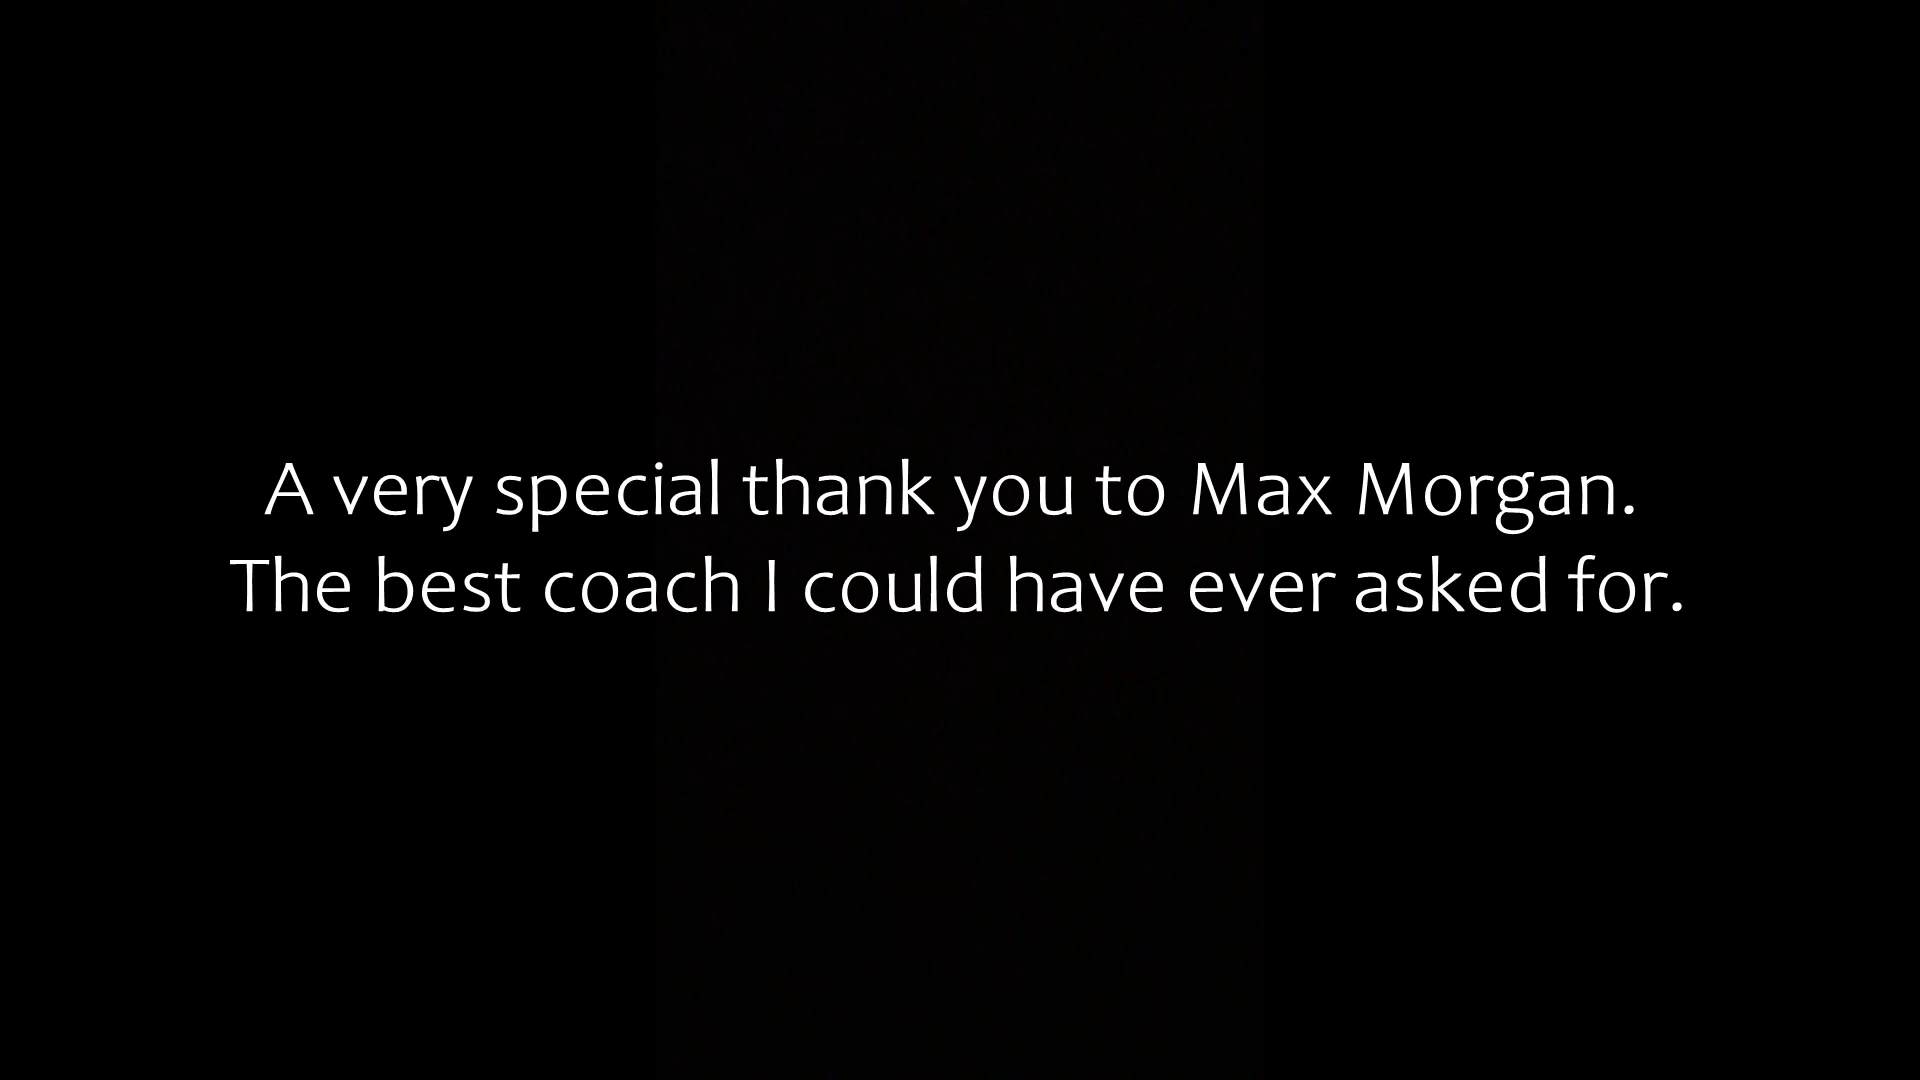 A very special thank you to Max Morgan.
The best coach I could have ever asked for.